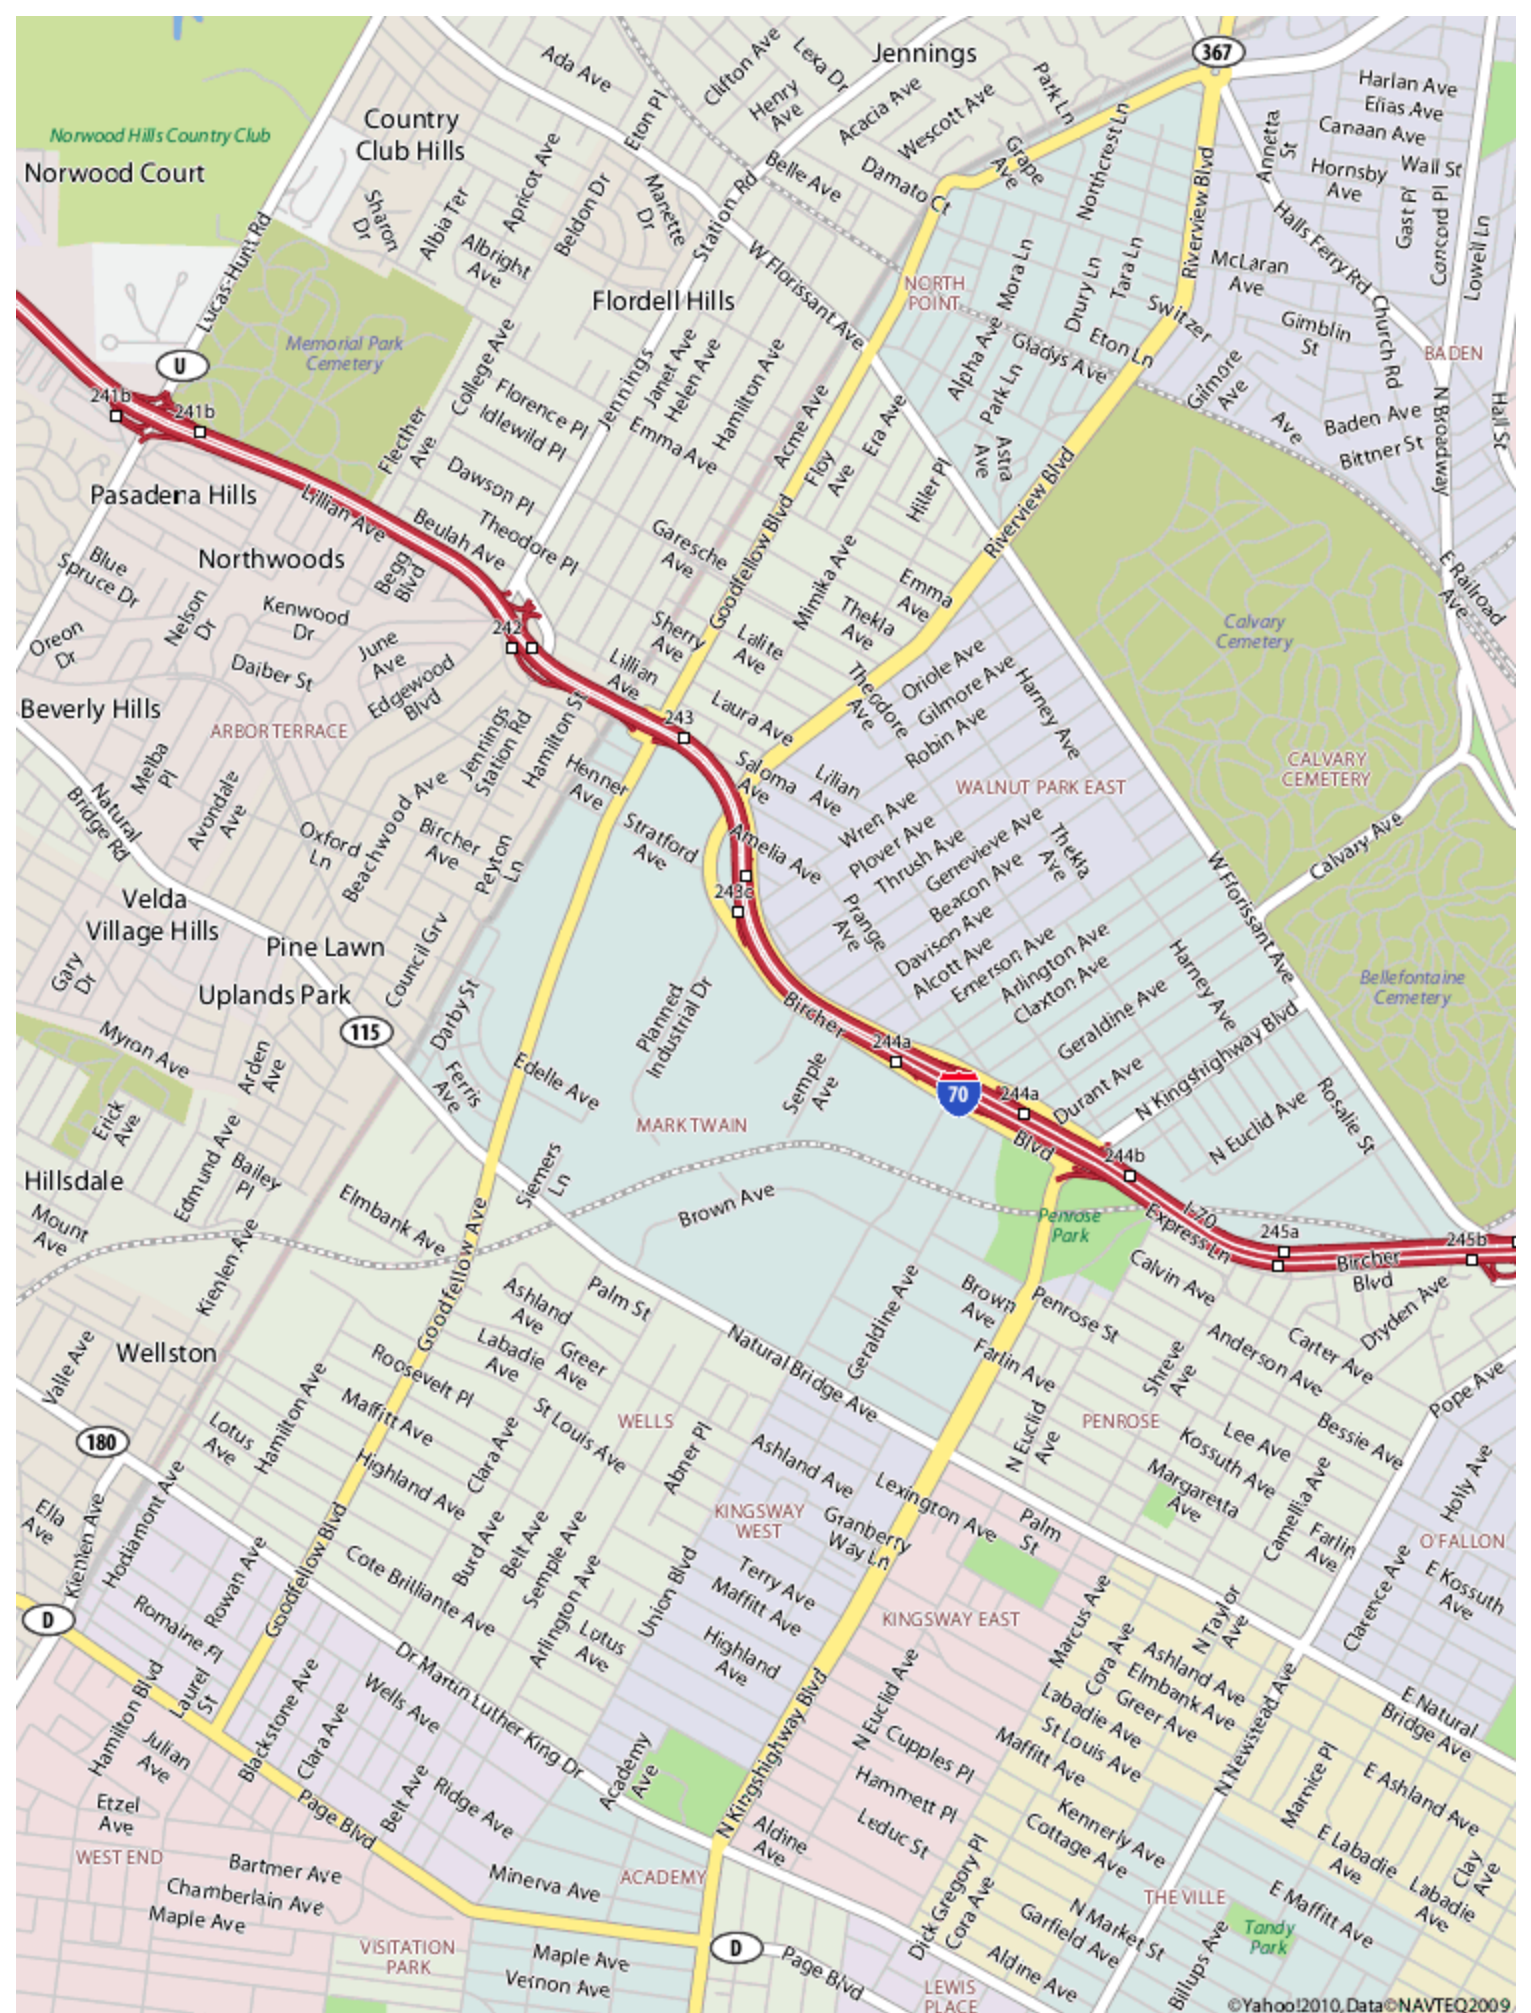 Jennings
367
Ada Ave
Clifton Ave
Lexa Dr
Henry
Ave
Acacia Ave
Wescott Ave
Park Ln
Harlan Ave
Elias Ave
Canaan Ave
Wall St
Hornsby
Ave
Annetta
St
Gast Pl
Concord Pl
Lowell Ln
Norwood Hills Country Club
Norwood Court
Country
Club Hills
Eton Pl
Belle Ave
Damato Ct
Grape
Ave
Northcrest Ln
Riverview Blvd
Halls Ferry Rd
Church Rd
Sharon
Dr
Albia Ter
Apricot Ave
Albright
Ave
Beldon Dr
Manette
Dr
Station Rd
W Florissant Ave
Lucas-Hunt Rd
Flordell Hills
NORTH
POINT
Mora Ln
Drury Ln
Tara Ln
McLaran
Ave
Switzer
Gimblin
St
BADEN
Memorial Park
Cemetery
U
241b
241b
College Ave
Florence Pl
Idlewild Pl
Jennings
Janet Ave
Helen Ave
Hamilton Ave
Emma Ave
Acme Ave
Era Ave
Alpha Ave
Park Ln
Gladys Ave
Eton Ln
Gilmore
Ave
Ave
Baden Ave
Bittner St
N Broadway
Hall St
Flecther
Ave
Astra
Ave
Floy
Ave
Hiller Pl
Riverview Blvd
Pasadena Hills
Lillian Ave
Dawson Pl
Theodore Pl
Beulah Ave
Garesche
Ave
Goodfellow Blvd
Mimika Ave
Emma
Ave
Thekla
Ave
Blue
Spruce Dr
Northwoods
Begg
Blvd
Nelson
Dr
Kenwood
Dr
Oreon
Dr
June
Ave
Daiber St
Edgewood
Blvd
242
Sherry
Ave
Lalite
Ave
Lillian
Ave
Laura Ave
Theodore
Ave
Oriole Ave
Gilmore Ave
Robin Ave
Harney Ave
Calvary
Cemetery
E Railroad
Ave
Beverly Hills
ARBOR TERRACE
Jennings
Station Rd
Hamilton St
243
Saloma
Ave
Lilian
Ave
WALNUT PARK EAST
CALVARY
CEMETERY
Melba
Pl
Avondale
Ave
Natural
Bridge Rd
Oxford
Ln
Beachwood Ave
Bircher
Ave
Peyton
Ln
Henner
Ave
Stratford
Ave
Amelia Ave
Wren Ave
Plover Ave
Thrush Ave
Genevieve Ave
Beacon Ave
Thekla
Ave
Calvary Ave
W Florissant Ave
243c
Velda
Village Hills
Pine Lawn
Council Grv
Prange
Ave
Davison Ave
Alcott Ave
Emerson Ave
Arlington Ave
Claxton Ave
Geraldine Ave
Harney Ave
Bellefontaine
Cemetery
Gary
Dr
Uplands Park
115
Darby St
Planned
Industrial Dr
Bircher
244a
Myron Ave
Arden
Ave
Ferris
Ave
Edelle Ave
Semple
Ave
70
244a
Durant Ave
N Kingshighway Blvd
N Euclid Ave
Rosalie St
Erick
Ave
MARK TWAIN
Blvd
244b
Hillsdale
Edmund Ave
Bailey
Pl
Elmbank Ave
Siemers
Ln
Brown Ave
Penrose
Park
I-70
Express Ln
245a
245b
Bircher
Blvd
Mount
Ave
Kienlen Ave
Goodfellow Ave
Ashland
Ave
Palm St
Geraldine Ave
Brown
Ave
Penrose St
Calvin Ave
Dryden Ave
Valle Ave
Wellston
Labadie
Ave
Greer
Ave
Natural Bridge Ave
Farlin Ave
Shreve
Ave
Anderson Ave
Carter Ave
Pope Ave
Roosevelt Pl
Maffitt Ave
St Louis Ave
WELLS
PENROSE
N Euclid
Ave
Lee Ave
Bessie Ave
Kossuth Ave
180
Lotus
Ave
Hamilton Ave
Highland Ave
Clara Ave
Abner Pl
Ashland Ave
Lexington Ave
Margaretta
Ave
Camellia Ave
Holly Ave
Ella
Ave
Kienlen Ave
Hodiamont Ave
KINGSWAY
WEST
Granberry
Way Ln
Palm
St
Farlin
Ave
O'FALLON
E Kossuth
Ave
Clarence Ave
Rowan Ave
Goodfellow Blvd
Cote Brilliante Ave
Burd Ave
Belt Ave
Semple Ave
Arlington Ave
Union Blvd
Terry Ave
Maffitt Ave
KINGSWAY EAST
Marcus Ave
N Taylor
Ave
D
Romaine Pl
Lotus
Ave
Highland
Ave
Cora Ave
Ashland Ave
Elmbank Ave
Greer Ave
Labadie Ave
St Louis Ave
Maffitt Ave
Hamilton Blvd
Laurel
St
Blackstone Ave
Clara Ave
Wells Ave
Dr Martin Luther King Dr
N Kingshighway Blvd
N Euclid Ave
N Newstead Ave
E Natural
Bridge Ave
Julian
Ave
Academy
Ave
Cupples Pl
Hammett Pl
Leduc St
Marnice Pl
E Ashland Ave
Etzel
Ave
Page Blvd
Belt Ave
Ridge Ave
Aldine
Ave
Kennerly Ave
Cottage Ave
E Labadie
Ave
Clay
Ave
WEST END
Bartmer Ave
Chamberlain Ave
Maple Ave
Minerva Ave
ACADEMY
Dick Gregory Pl
Cora Ave
THE VILLE
E Maffitt Ave
Labadie
Ave
N Market St
Garfield Ave
Tandy
Park
VISITATION
PARK
Maple Ave
Vernon Ave
D
Page Blvd
Aldine Ave
Billups Ave
LEWIS
PLACE
©Yahoo!2010, Data©NAVTEQ2009